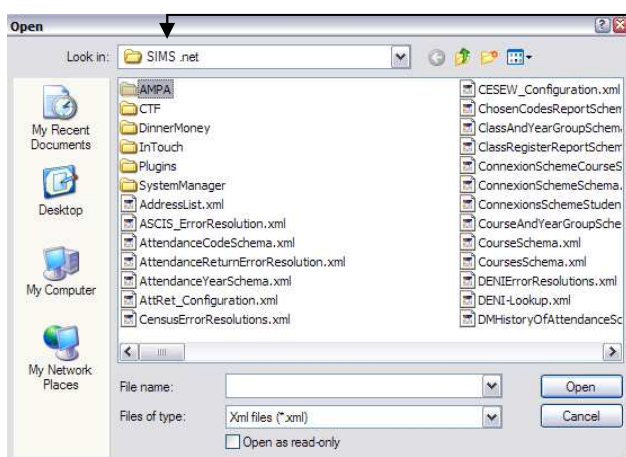 Open
Look in: SIMS .net
My Recent
Documents
Desktop
My Computer
My Network
Places
AMPA
CTF
DinnerMoney
InTouch
Plugins
SystemManager
AddressList.xml
ASCIS_ErrorResolution.xml
AttendanceCodeSchema.xml
AttendanceReturnErrorResolution.xml
AttendanceYearSchema.xml
AttRet_Configuration.xml
CensusErrorResolutions.xml
CESEW_Configuration.xml
ChosenCodesReportSchem
ClassAndYearGroupSchem
ClassRegisterReportSchem
ConnexionSchemeCourseS
ConnexionSchemeSchema.
ConnexionsSchemeStuden
CourseAndYearGroupSche
CourseSchema.xml
CoursesSchema.xml
DENIErrorResolutions.xml
DENI-Lookup.xml
DMHistoryOfAttendanceSc
File name:
Open
Files of type: Xml files (*.xml)
Cancel
Open as read-only